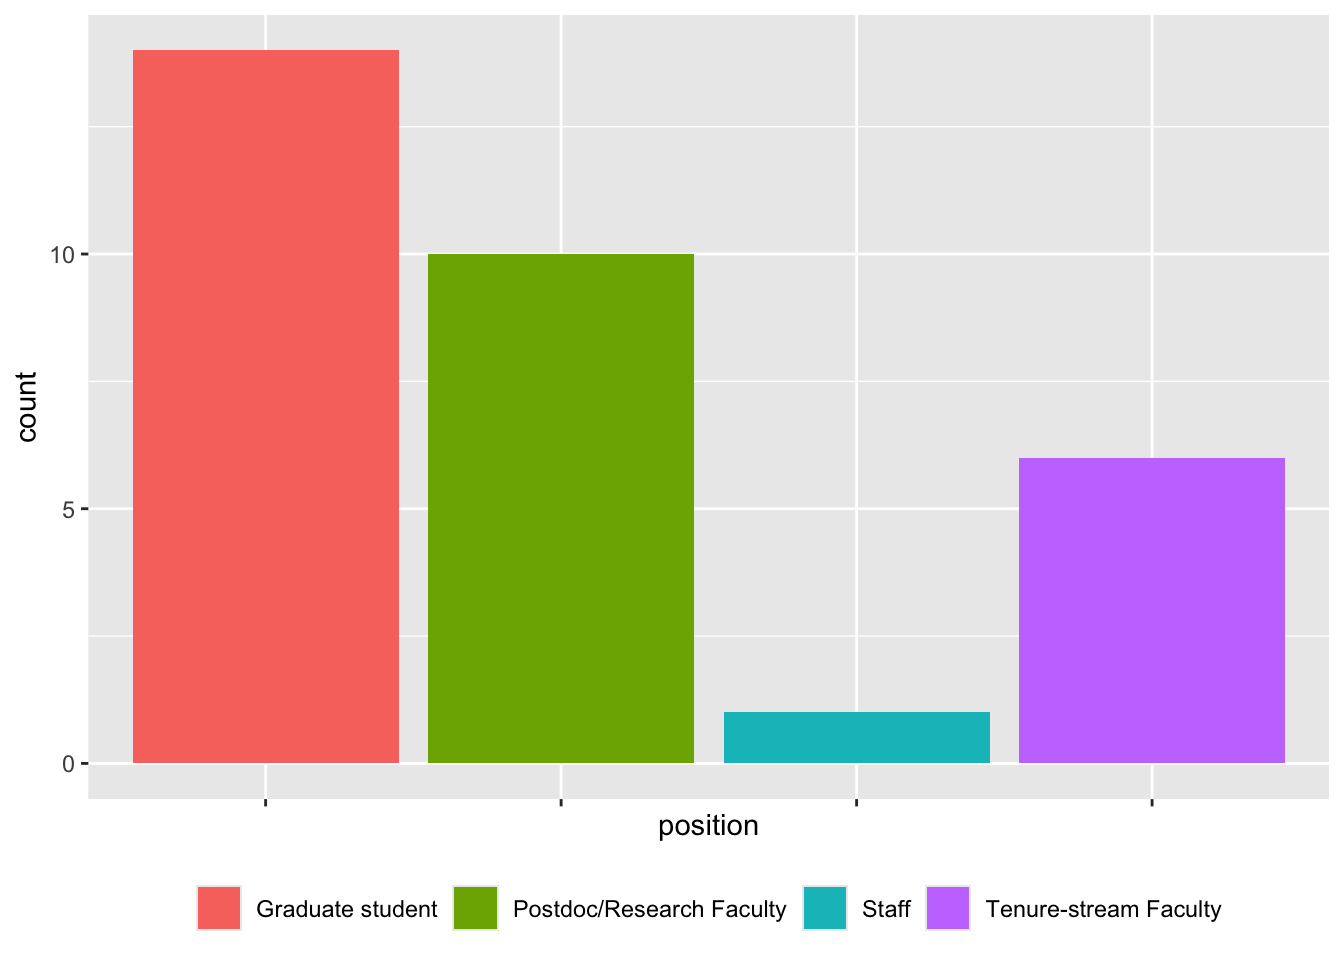 count
10
5
0
position
Graduate student Postdoc/Research Faculty Staff Tenure-stream Faculty